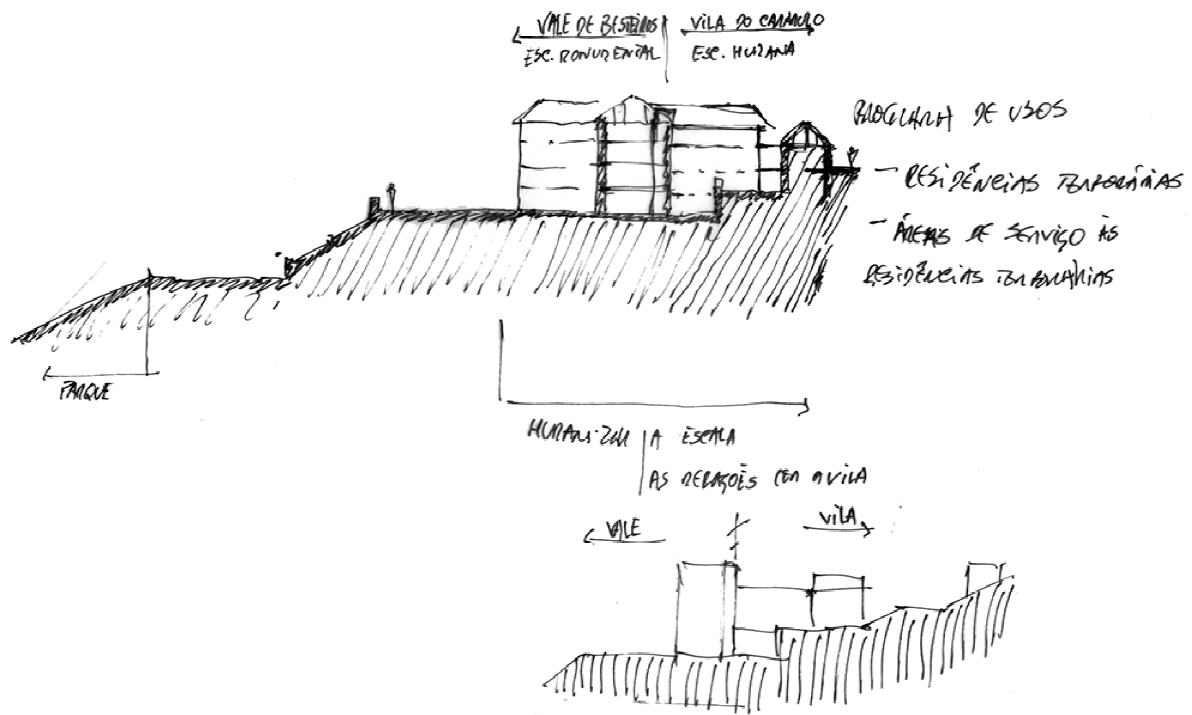 VALE DE BESTEIROS
VILA DO CARAMULO
ESC. MONUMENTAL
ESC. HUMANA
PROGRAMA DE USOS
- RESIDÊNCIAS TEMPORÁRIAS
- ÁREAS DE SERVIÇO ÀS
RESIDÊNCIAS TEMPORÁRIAS
PARQUE
HUMANIZAR A ESCALA
AS RELAÇÕES COM A VILA
VALE
VILA